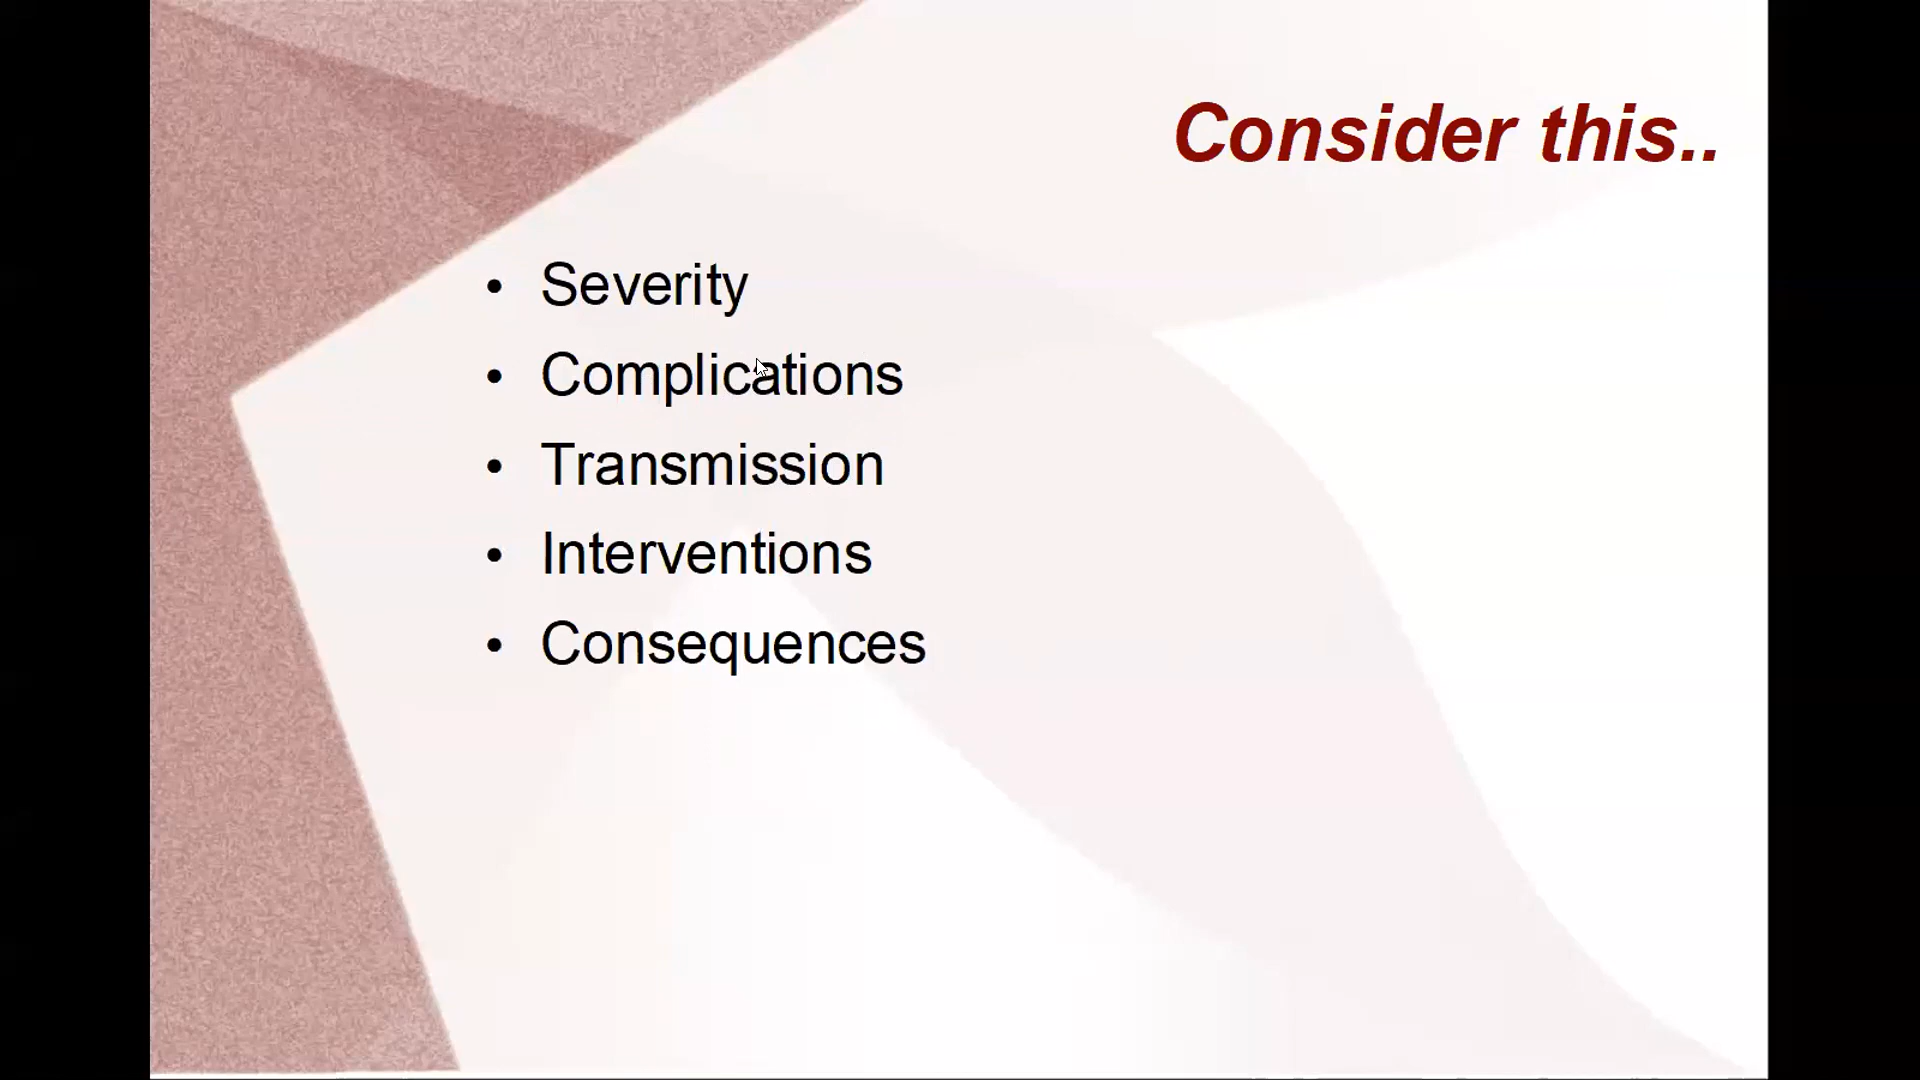 Consider this..
• Severity
• Complications
• Transmission
• Interventions
• Consequences